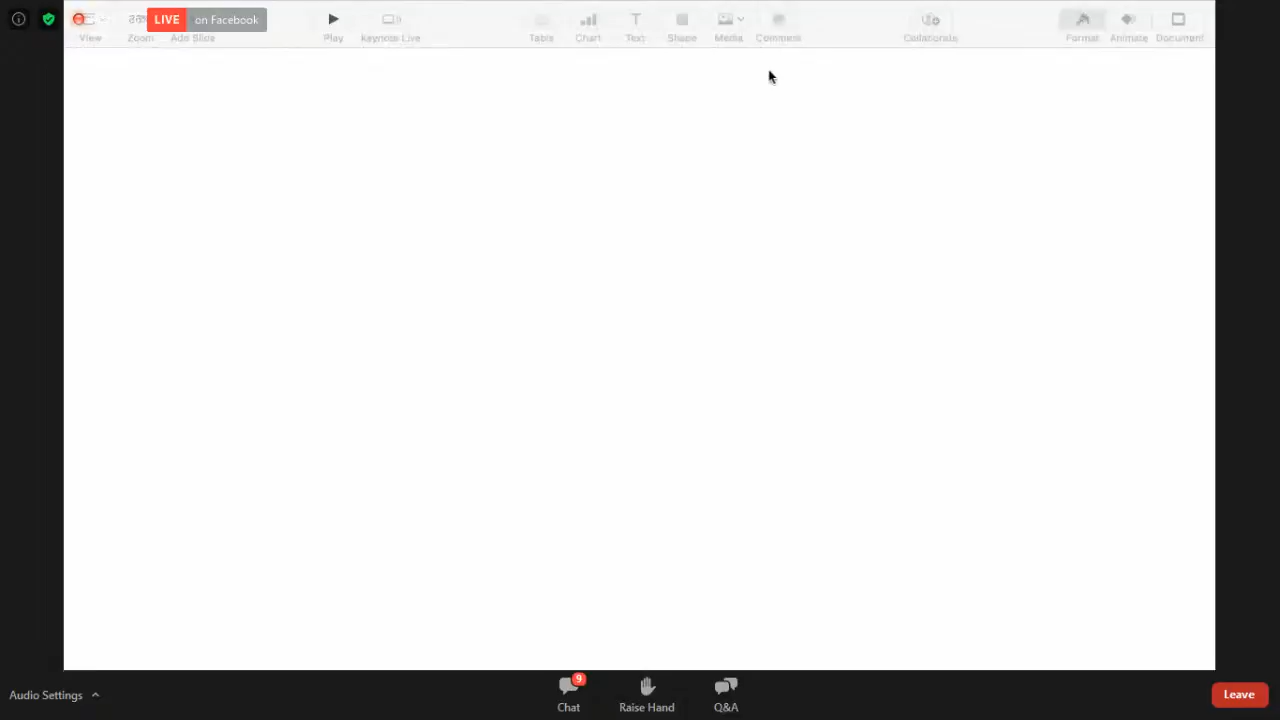 LIVE on Facebook
View Zoom Add Slide Play Keynote Live Table Chart Text Shape Media Comment Collaborate Format Animate Document
Audio Settings
9
Chat Raise Hand Q&A Leave